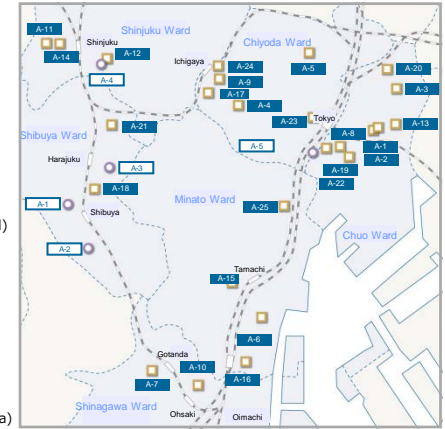 Shinjuku Ward
A-11
Shinjuku
Chiyoda Ward
A-14
A-12
Ichigaya
A-24
A-5
A-20
A-4
A-9
A-3
A-17
A-4
A-21
A-23
Tokyo
A-13
Shibuya Ward
A-8
A-1
Harajuku
A-5
A-2
A-3
A-19
A-18
A-22
Minato Ward
A-1
A-25
Shibuya
l)
Chuo Ward
A-2
Tamachi
A-15
A-6
Gotanda
A-10
A-7
A-16
Shinagawa Ward
Ohsaki
Oimachi
a)